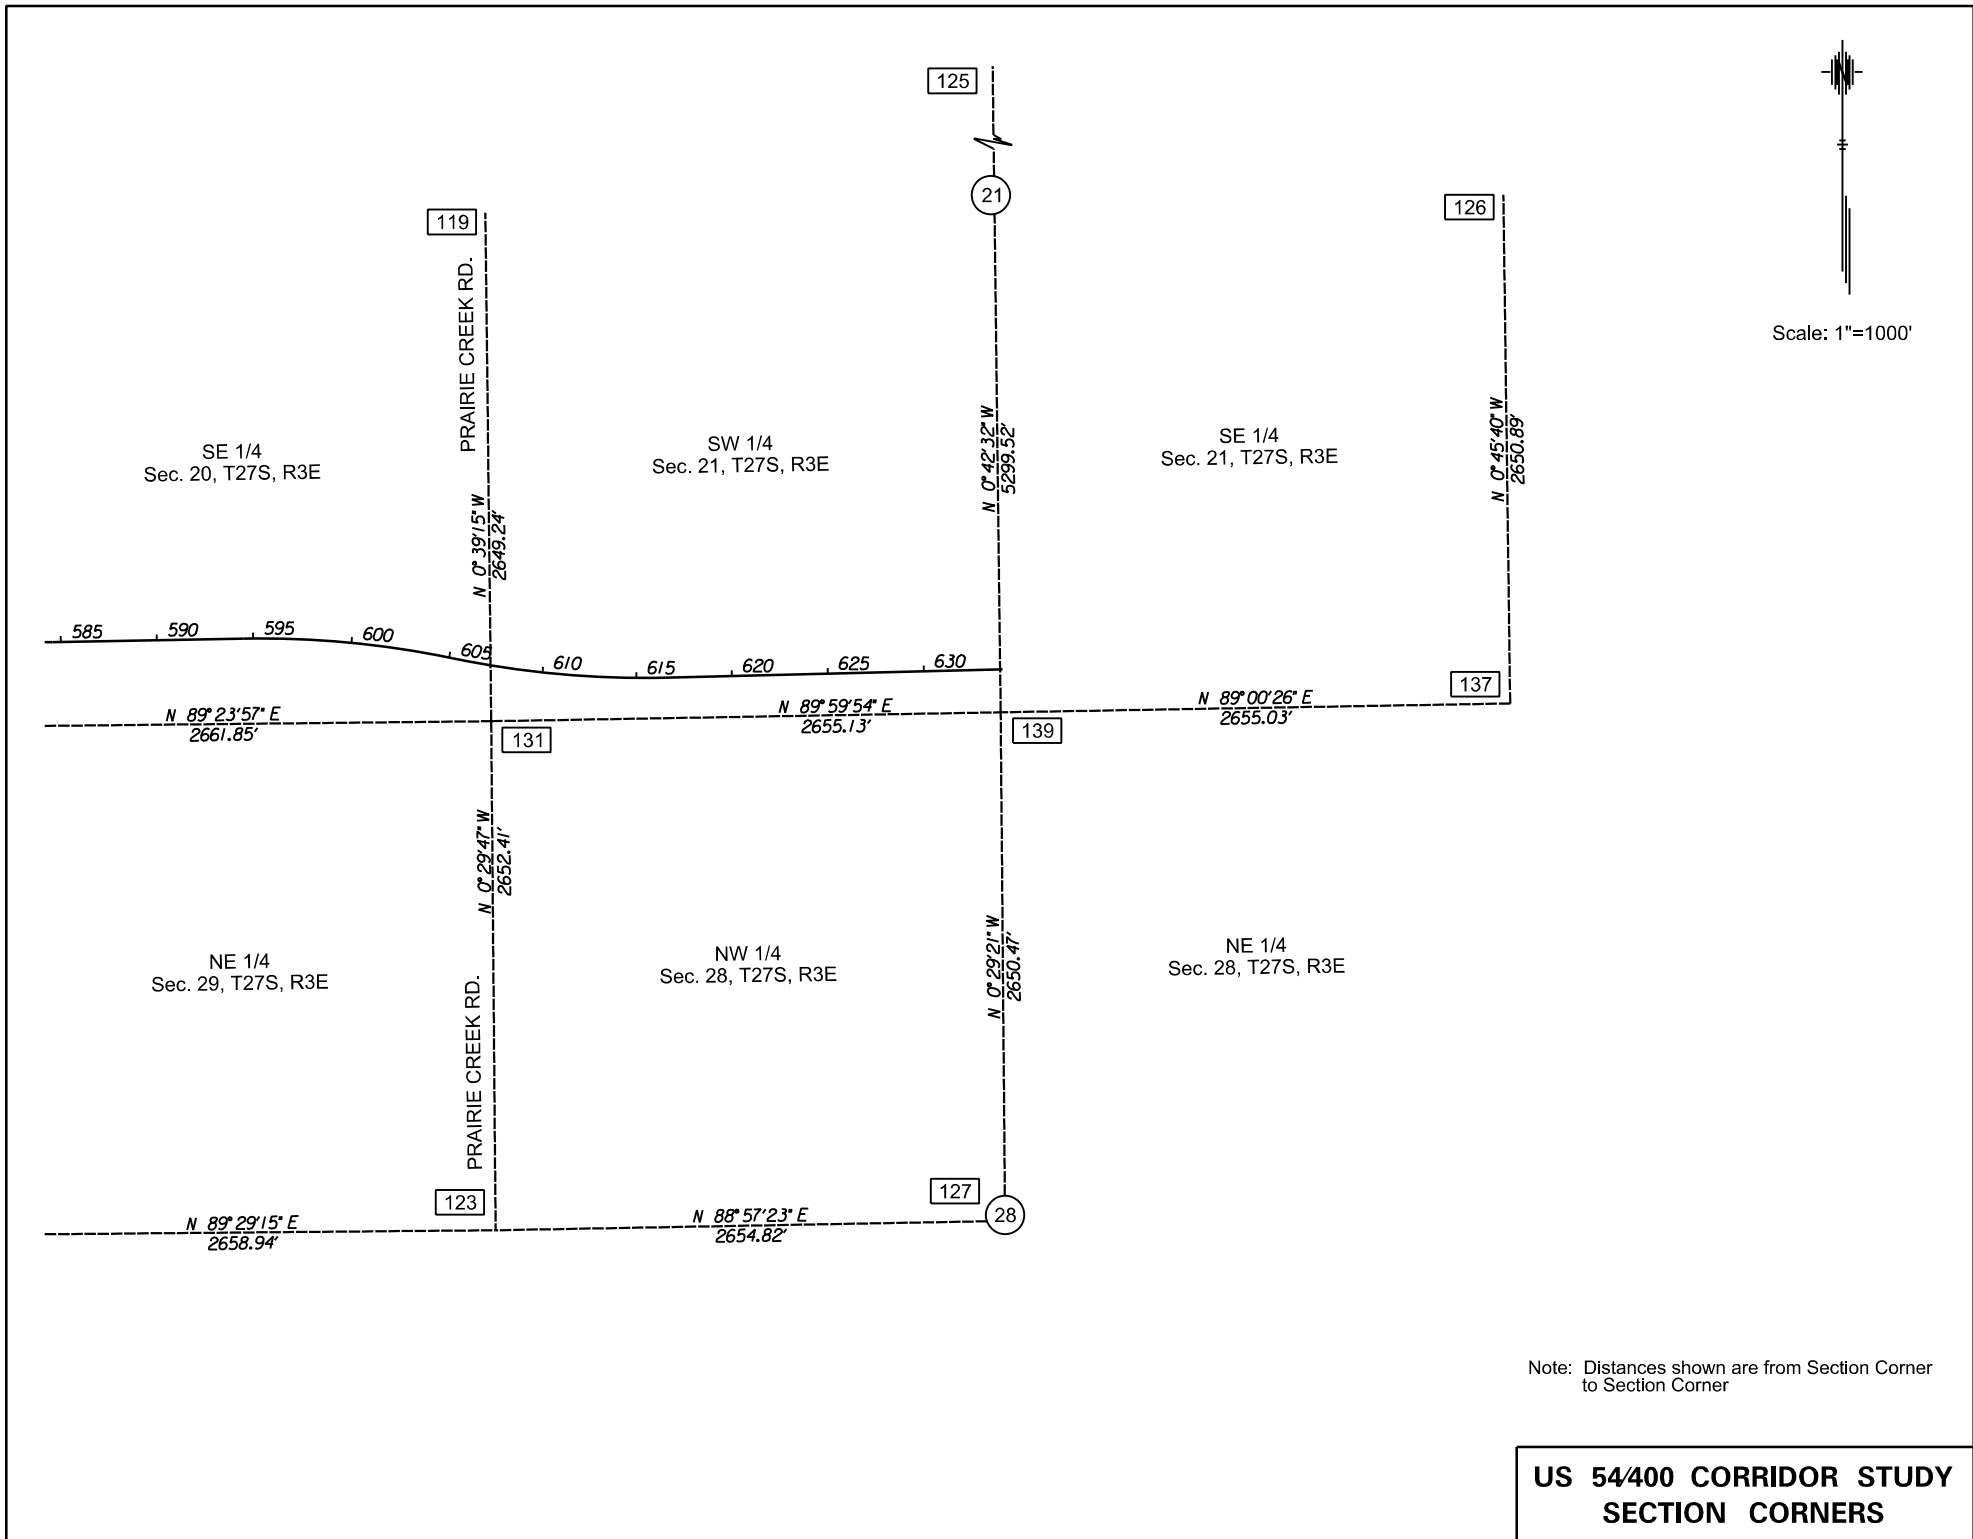 125
N
21
119
126
PRAIRIE CREEK RD.
Scale: 1"=1000'
N 0°42'32" W
5299.52'
N 0°45'40" W
2650.89'
SE 1/4
Sec. 20, T27S, R3E
SW 1/4
Sec. 21, T27S, R3E
SE 1/4
Sec. 21, T27S, R3E
N 0°39'15" W
2649.24'
585 590 595 600 605 610 615 620 625 630
137
N 89°23'57" E
2661.85'
N 89°59'54" E
2655.13'
N 89°00'26" E
2655.03'
131
139
N 0°29'47" W
2652.41'
N 0°29'21" W
2650.47'
NE 1/4
Sec. 29, T27S, R3E
NW 1/4
Sec. 28, T27S, R3E
NE 1/4
Sec. 28, T27S, R3E
PRAIRIE CREEK RD.
123
127
28
N 89°29'15" E
2658.94'
N 88°57'23" E
2654.82'
Note: Distances shown are from Section Corner
to Section Corner
US 54/400 CORRIDOR STUDY
SECTION CORNERS